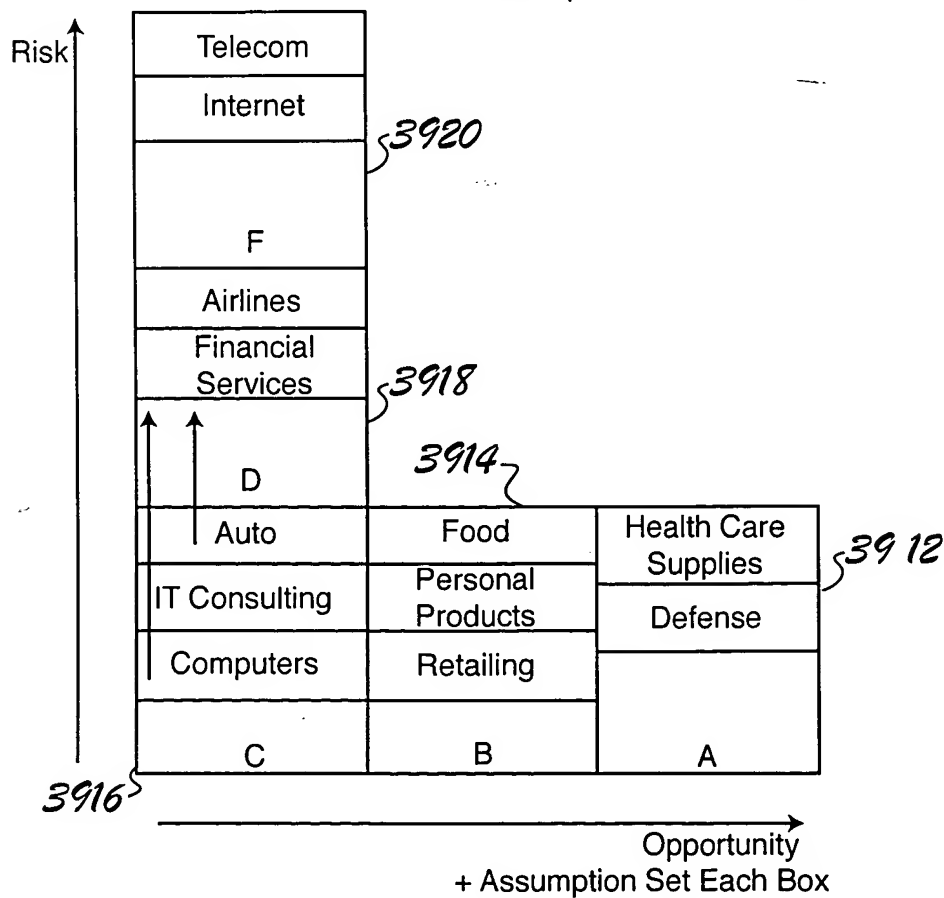 Risk
Telecom
Internet
3920
F
Airlines
Financial
Services
3918
D
3914
Auto
Food
Health Care
Supplies
3912
IT Consulting
Personal
Products
Defense
Computers
Retailing
C
B
A
3916
Opportunity
+ Assumption Set Each Box